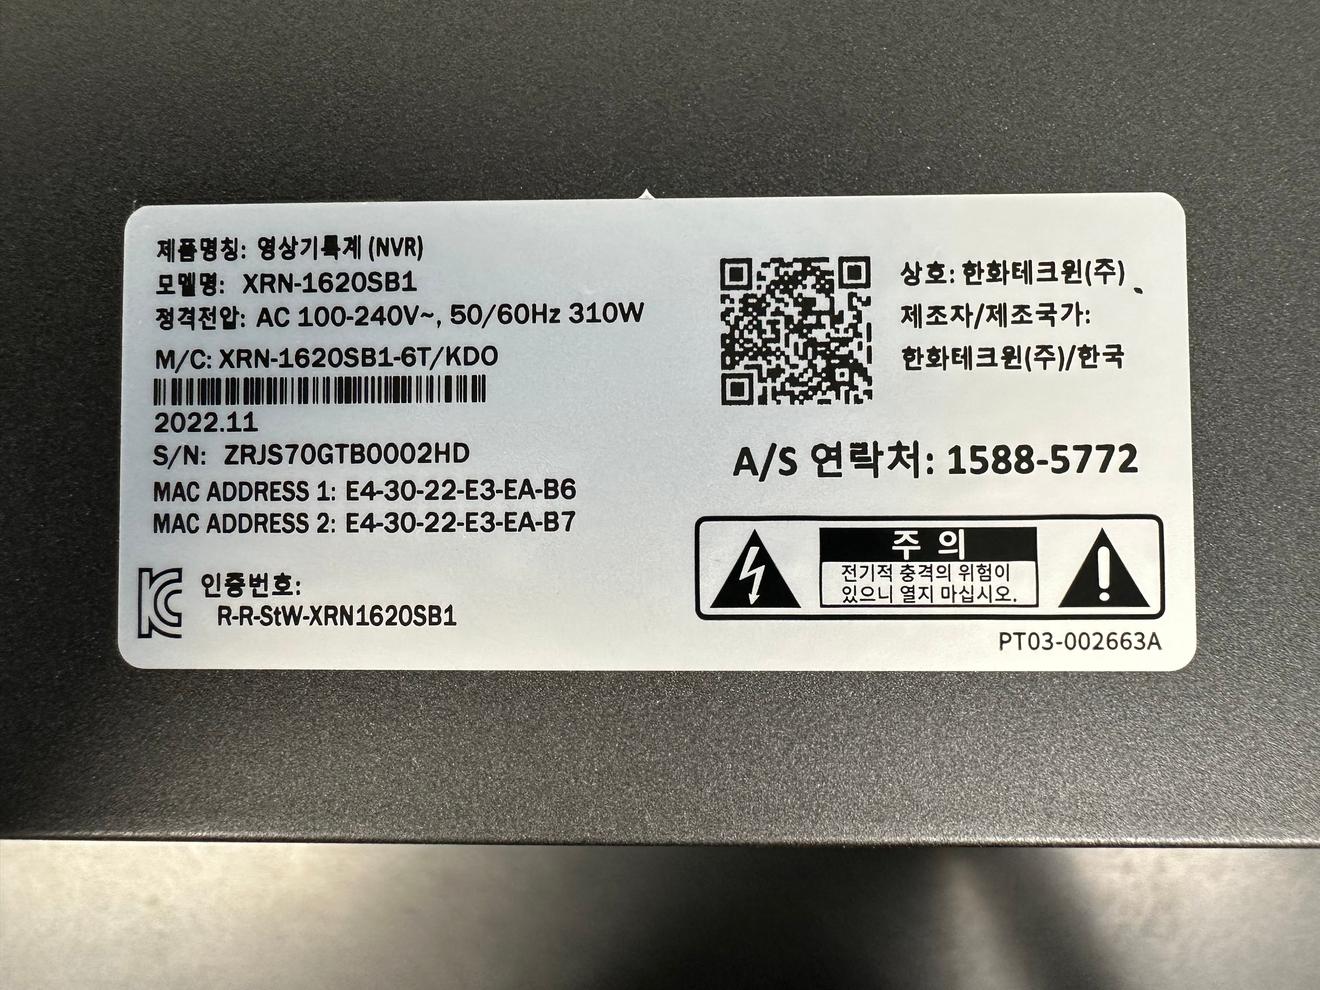 제품명칭: 영상기록계 (NVR)
모델명: XRN-1620SB1
정격전압: AC 100-240V~, 50/60Hz 310W
M/C: XRN-1620SB1-6T/KDO
2022.11
S/N: ZRJS70GTB0002HD
MAC ADDRESS 1: E4-30-22-E3-EA-B6
MAC ADDRESS 2: E4-30-22-E3-EA-B7
인증번호:
R-R-StW-XRN1620SB1
상호: 한화테크윈(주)
제조자/제조국가:
한화테크윈(주)/한국
A/S 연락처: 1588-5772
주 의
전기적 충격의 위험이
있으니 열지 마십시오.
PT03-002663A